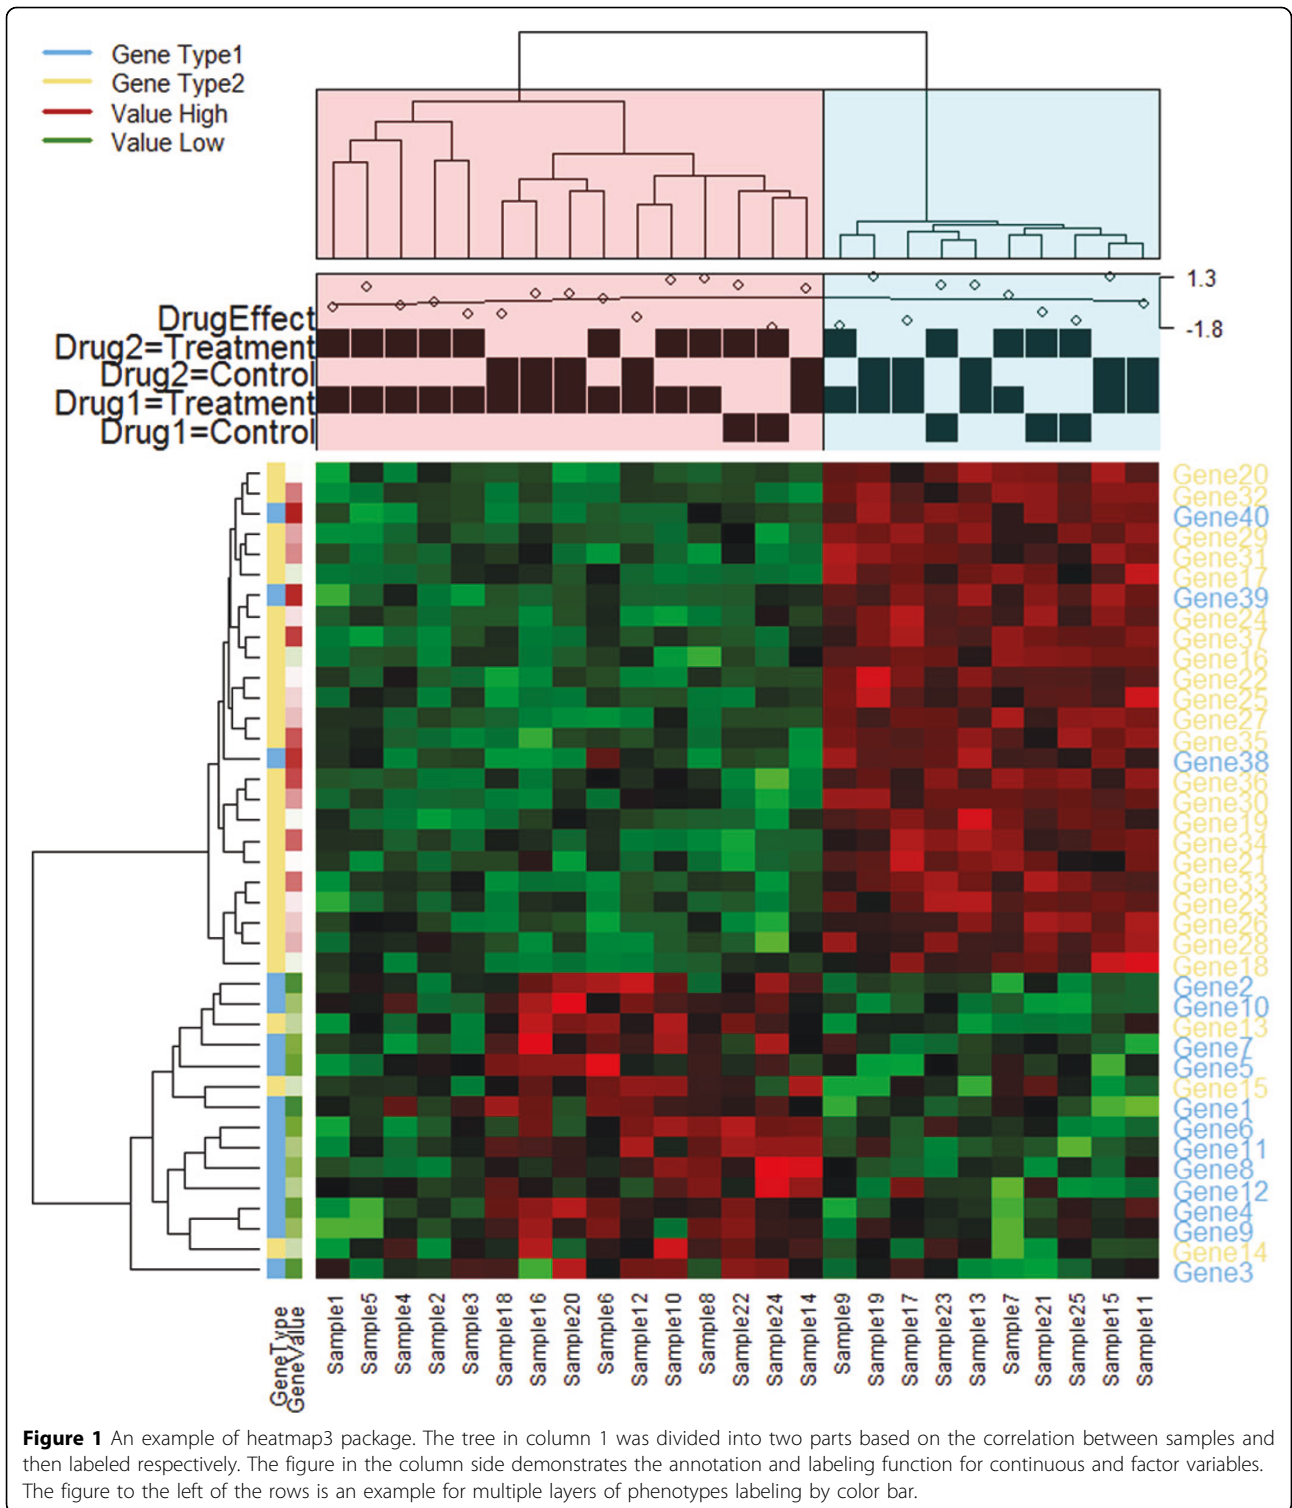 Gene Type1
Gene Type2
Value High
Value Low
1.3
-1.8
DrugEffect
Drug2=Treatment
Drug2=Control
Drug1=Treatment
Drug1=Control
Gene20
Gene32
Gene40
Gene29
Gene31
Gene17
Gene39
Gene24
Gene37
Gene16
Gene22
Gene25
Gene27
Gene35
Gene38
Gene36
Gene30
Gene19
Gene34
Gene21
Gene33
Gene23
Gene26
Gene28
Gene18
Gene2
Gene10
Gene13
Gene7
Gene5
Gene15
Gene1
Gene6
Gene11
Gene8
Gene12
Gene4
Gene9
Gene14
Gene3
GeneType
GeneValue
Sample1
Sample5
Sample4
Sample2
Sample3
Sample18
Sample16
Sample20
Sample6
Sample12
Sample10
Sample8
Sample22
Sample24
Sample14
Sample9
Sample19
Sample17
Sample23
Sample13
Sample7
Sample21
Sample25
Sample15
Sample11
Figure 1 An example of heatmap3 package. The tree in column 1 was divided into two parts based on the correlation between samples and
then labeled respectively. The figure in the column side demonstrates the annotation and labeling function for continuous and factor variables.
The figure to the left of the rows is an example for multiple layers of phenotypes labeling by color bar.